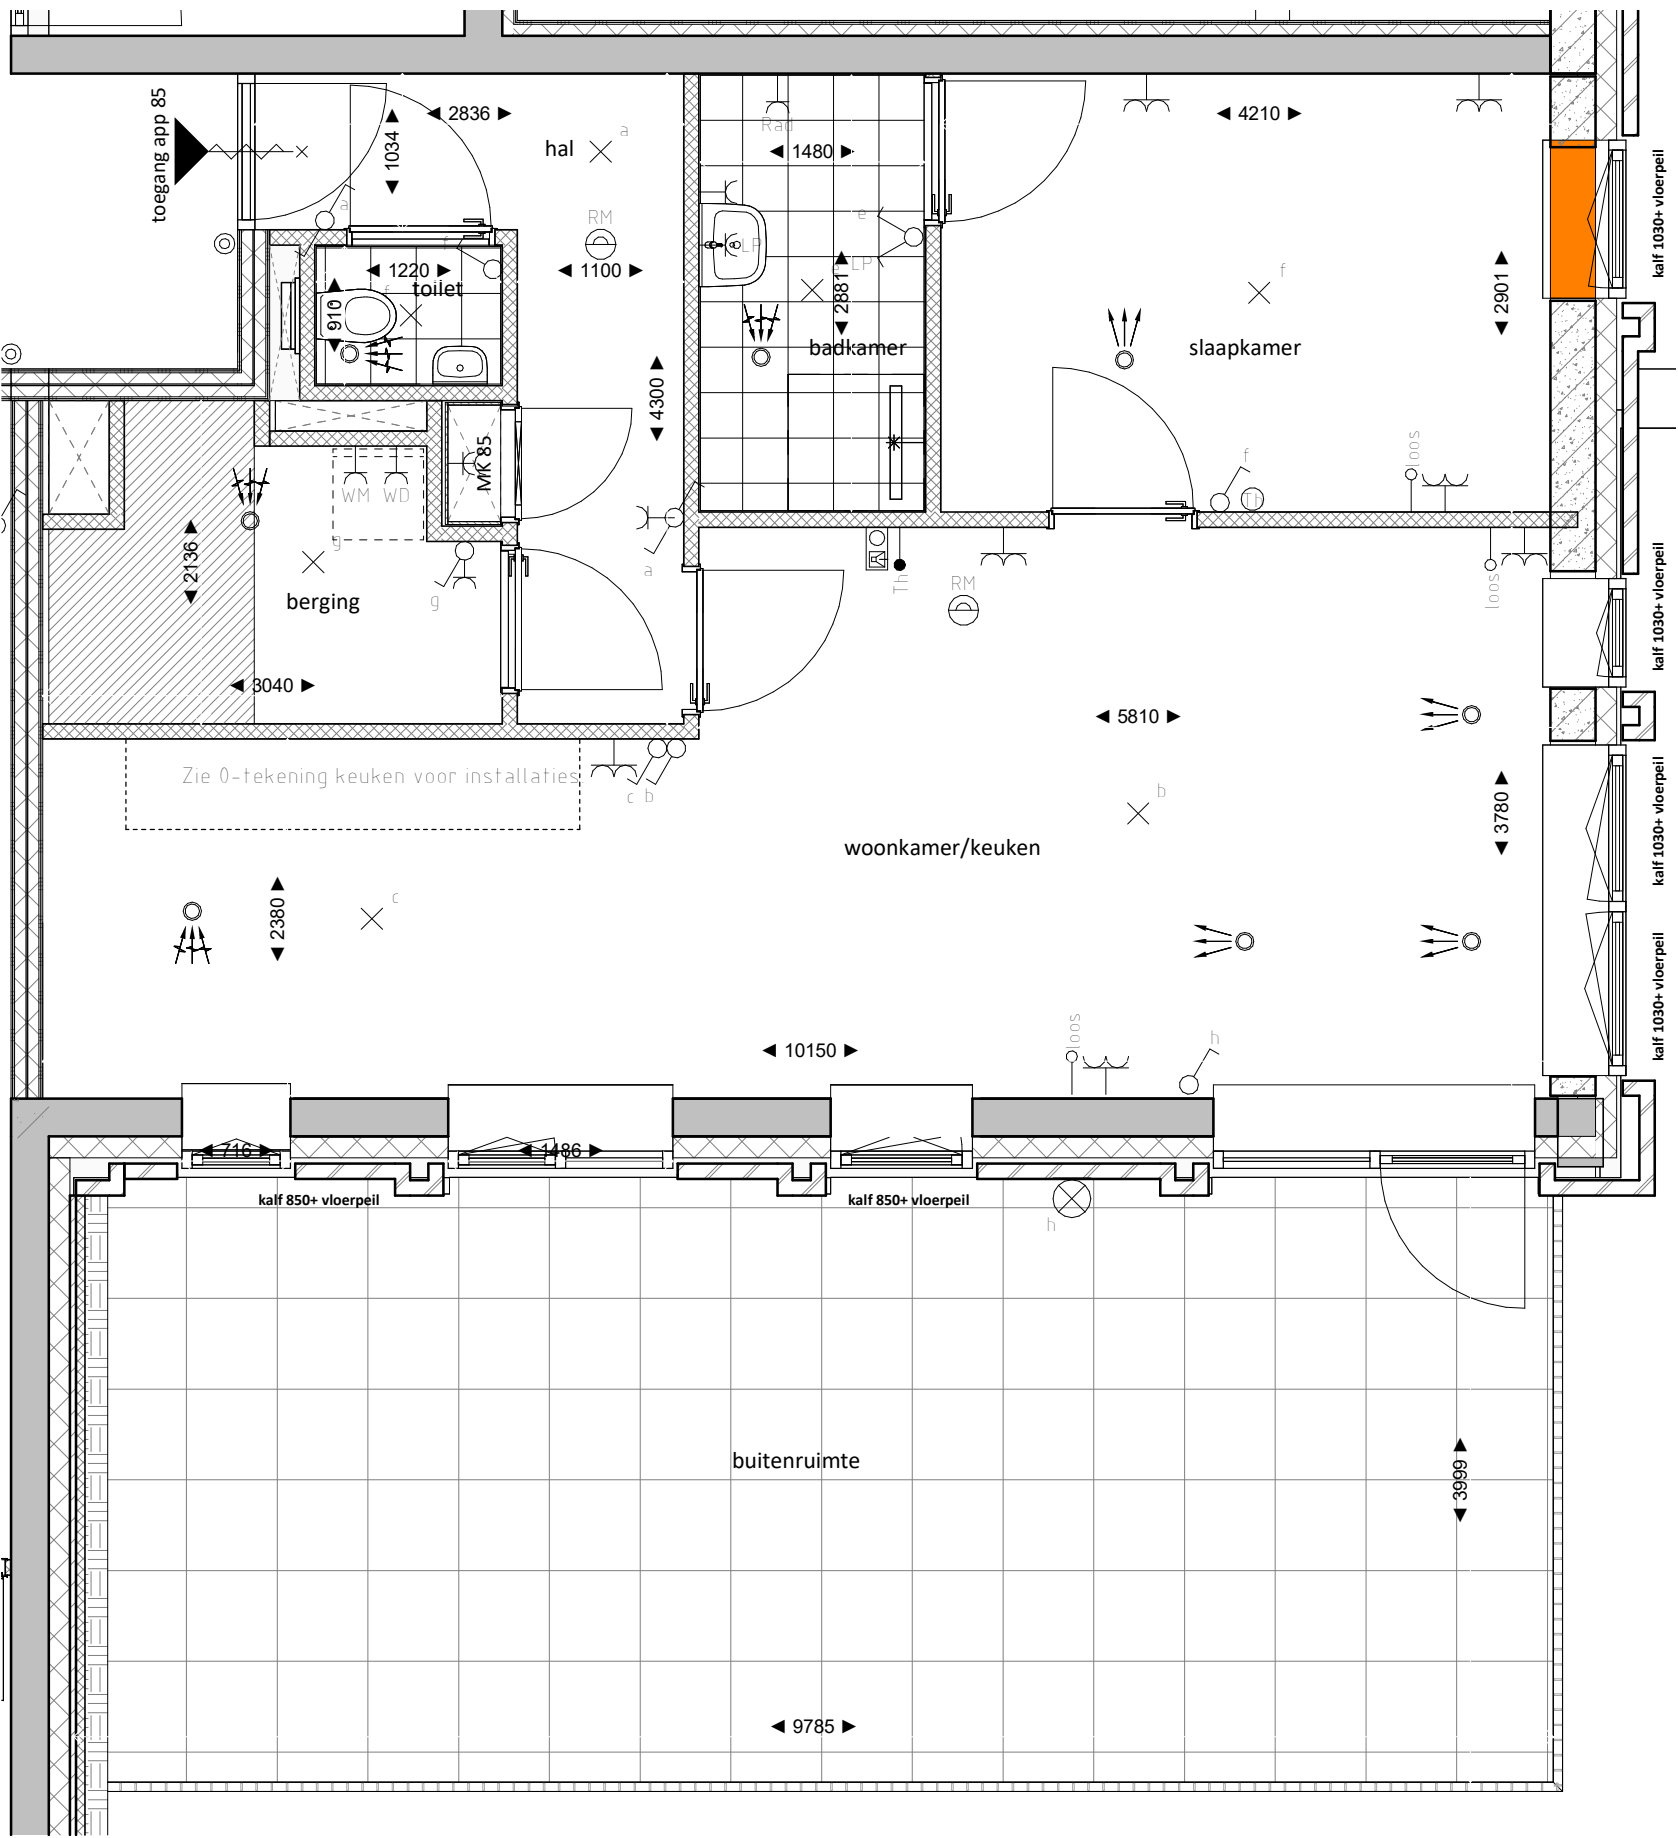 toegang app 85
2836
1034
hal
a
a
RM
1220
toilet
f
f
910
1100
4300
Rad
1480
e
LP
e LP
2881
badkamer
4210
f
2901
slaapkamer
kalf 1030+ vloerpeil
MK 85
WM
WD
g
2136
berging
g
3040
a
f
Th
loos
Th
RM
loos
kalf 1030+ vloerpeil
5810
Zie 0-tekening keuken voor installaties
c b
b
3780
kalf 1030+ vloerpeil
woonkamer/keuken
c
2380
kalf 1030+ vloerpeil
loos
h
10150
716
1486
kalf 850+ vloerpeil
kalf 850+ vloerpeil
h
buitenruimte
3999
9785